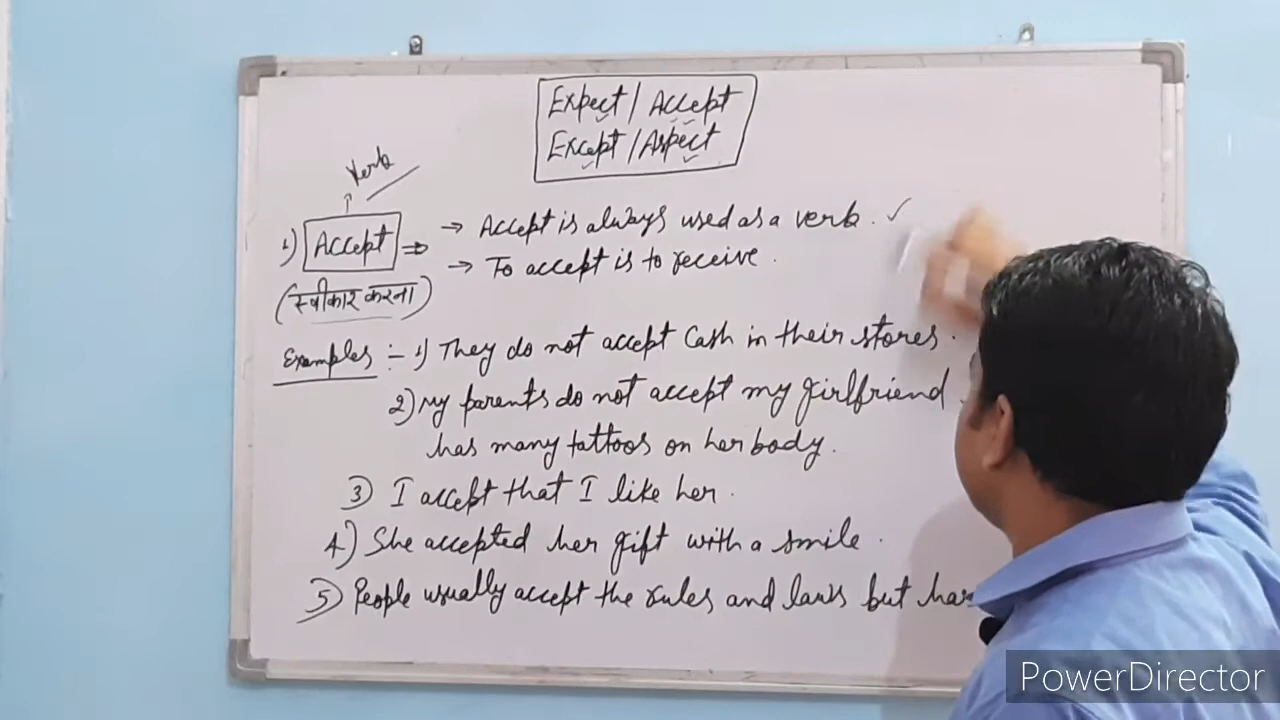 Expect / Accept
Except / Aspect
Verb
1) Accept ⇒ → Accept is always used as a verb. ✓
→ To accept is to receive.
(स्वीकार करना)
Examples :- 1) They do not accept Cash in their stores.
2) My parents do not accept my girlfriend
has many tattoos on her body.
3) I accept that I like her.
4) She accepted her gift with a smile.
5) People usually accept the rules and laws but
PowerDirector